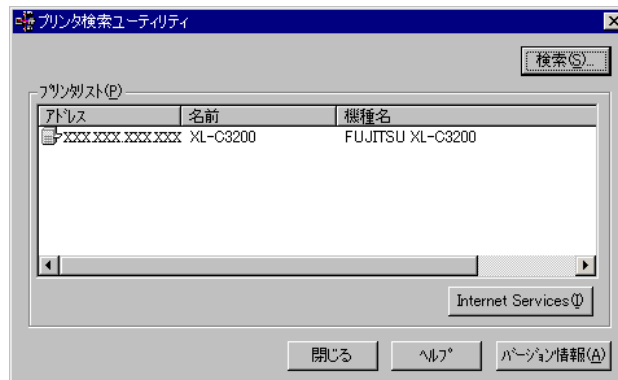 プリンタ検索ユーティリティ
検索(S)...
プリンタリスト(P)
アドレス 名前 機種名
XXX.XXX.XXX.XXX XL-C3200 FUJITSU XL-C3200
Internet Services(I)
閉じる ヘルプ バージョン情報(A)